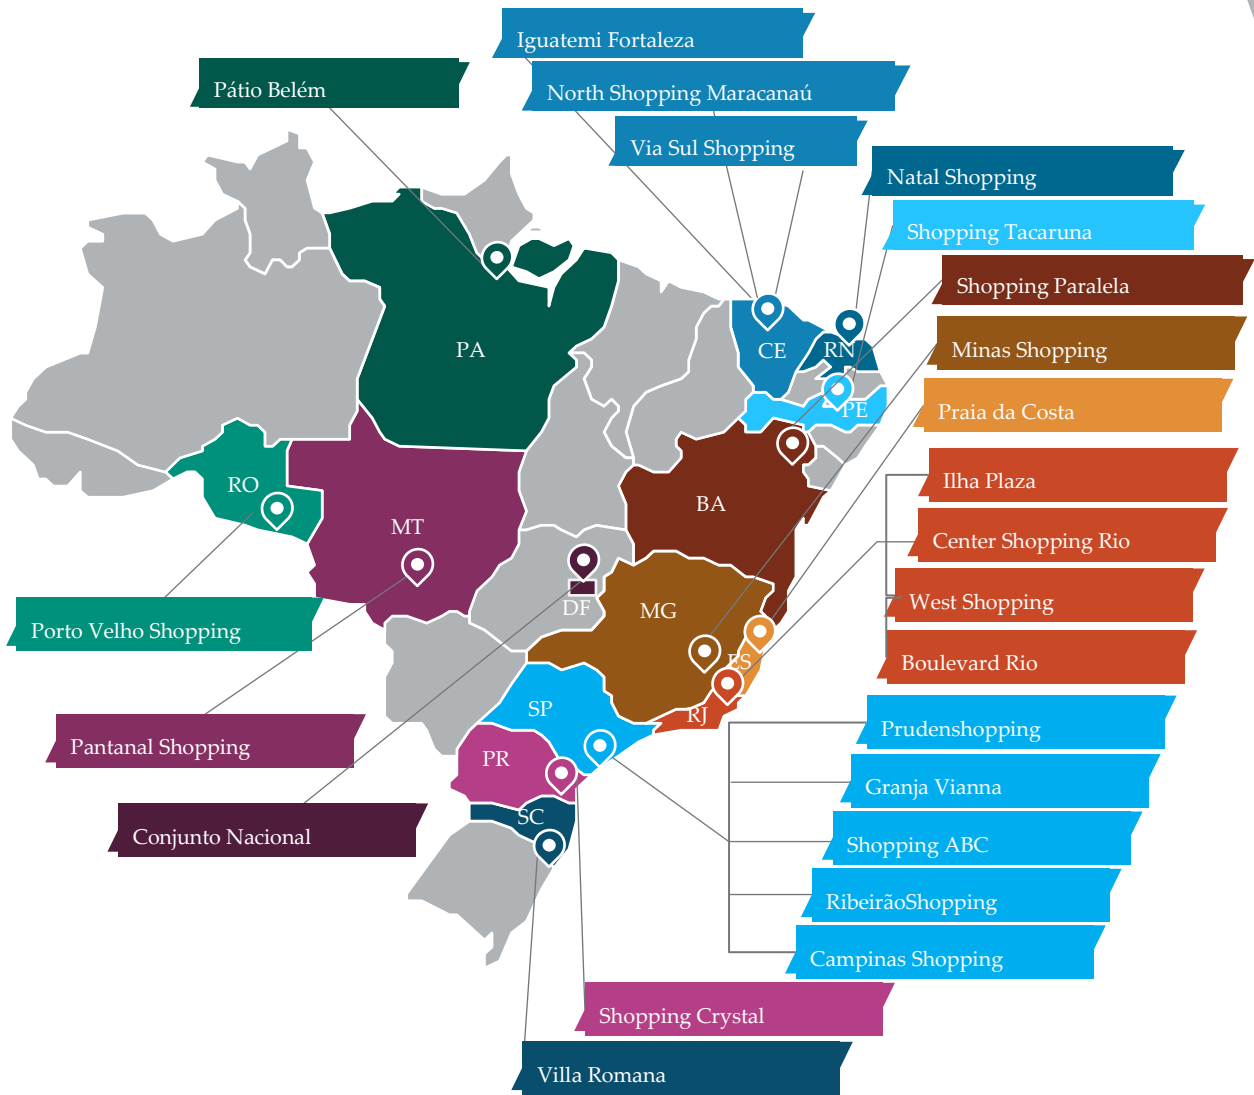 Iguatemi Fortaleza
Pátio Belém
North Shopping Maracanaú
Via Sul Shopping
Natal Shopping
Shopping Tacaruna
Shopping Paralela
Minas Shopping
Praia da Costa
Ilha Plaza
Center Shopping Rio
West Shopping
Boulevard Rio
Prudenshopping
Granja Vianna
Shopping ABC
RibeirãoShopping
Campinas Shopping
Shopping Crystal
Villa Romana
Porto Velho Shopping
Pantanal Shopping
Conjunto Nacional
PA
CE
RN
PE
RO
MT
BA
DF
MG
ES
SP
RJ
PR
SC